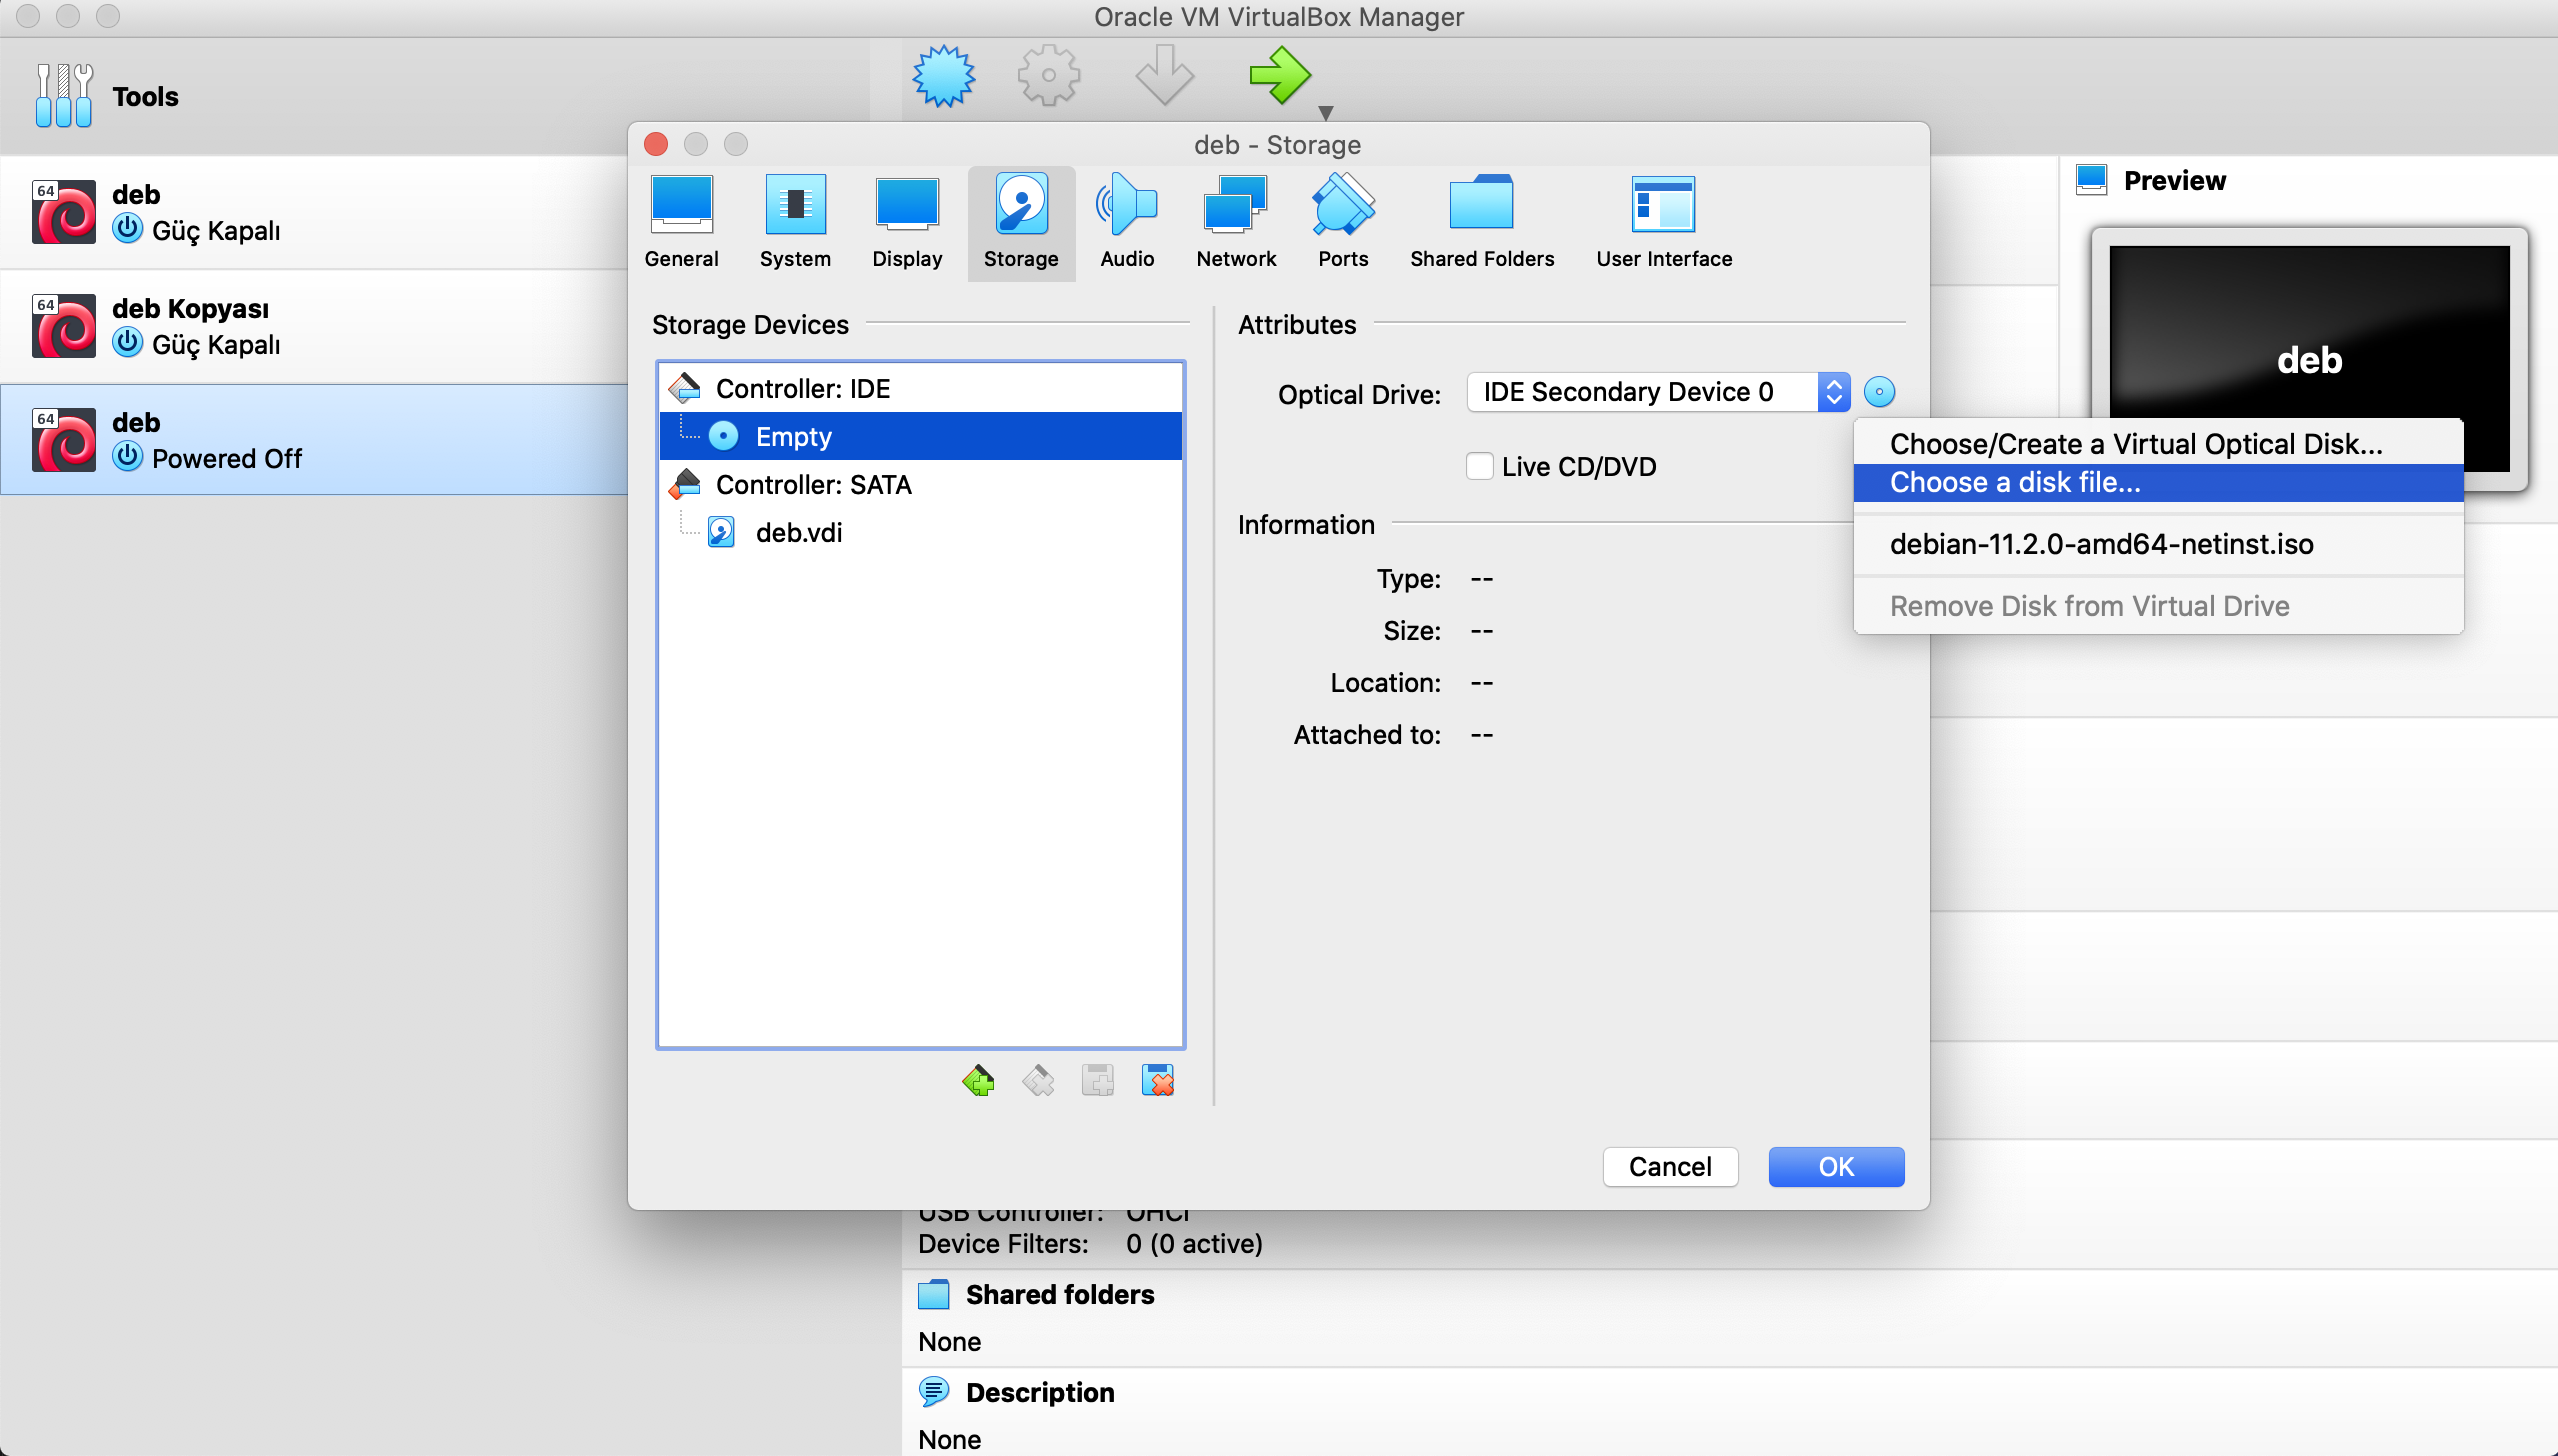 Oracle VM VirtualBox Manager
Tools
64
deb
Güç Kapalı
64
deb Kopyası
Güç Kapalı
64
deb
Powered Off
deb - Storage
General
System
Display
Storage
Audio
Network
Ports
Shared Folders
User Interface
Storage Devices
Controller: IDE
Empty
Controller: SATA
deb.vdi
Attributes
Optical Drive:
IDE Secondary Device 0
Live CD/DVD
Information
Type: --
Size: --
Location: --
Attached to: --
Cancel
OK
Choose/Create a Virtual Optical Disk...
Choose a disk file...
debian-11.2.0-amd64-netinst.iso
Remove Disk from Virtual Drive
Preview
deb
USB Controller: OHCI
Device Filters: 0 (0 active)
Shared folders
None
Description
None